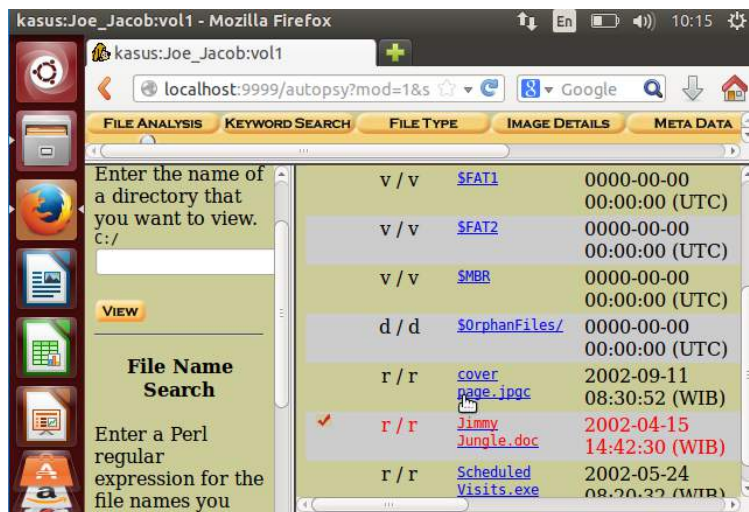 kasus:Joe_Jacob:vol1 - Mozilla Firefox
En
10:15
kasus:Joe_Jacob:vol1
localhost:9999/autopsy?mod=1&s
Google
FILE ANALYSIS
KEYWORD SEARCH
FILE TYPE
IMAGE DETAILS
META DATA
Enter the name of
a directory that
you want to view.
C:/
VIEW
File Name
Search
Enter a Perl
regular
expression for the
file names you
v / v
$FAT1
0000-00-00
00:00:00 (UTC)
v / v
$FAT2
0000-00-00
00:00:00 (UTC)
v / v
$MBR
0000-00-00
00:00:00 (UTC)
d / d
$OrphanFiles/
0000-00-00
00:00:00 (UTC)
r / r
cover
page.jpgc
2002-09-11
08:30:52 (WIB)
r / r
Jimmy
Jungle.doc
2002-04-15
14:42:30 (WIB)
r / r
Scheduled
Visits.exe
2002-05-24
08:20:32 (WIB)